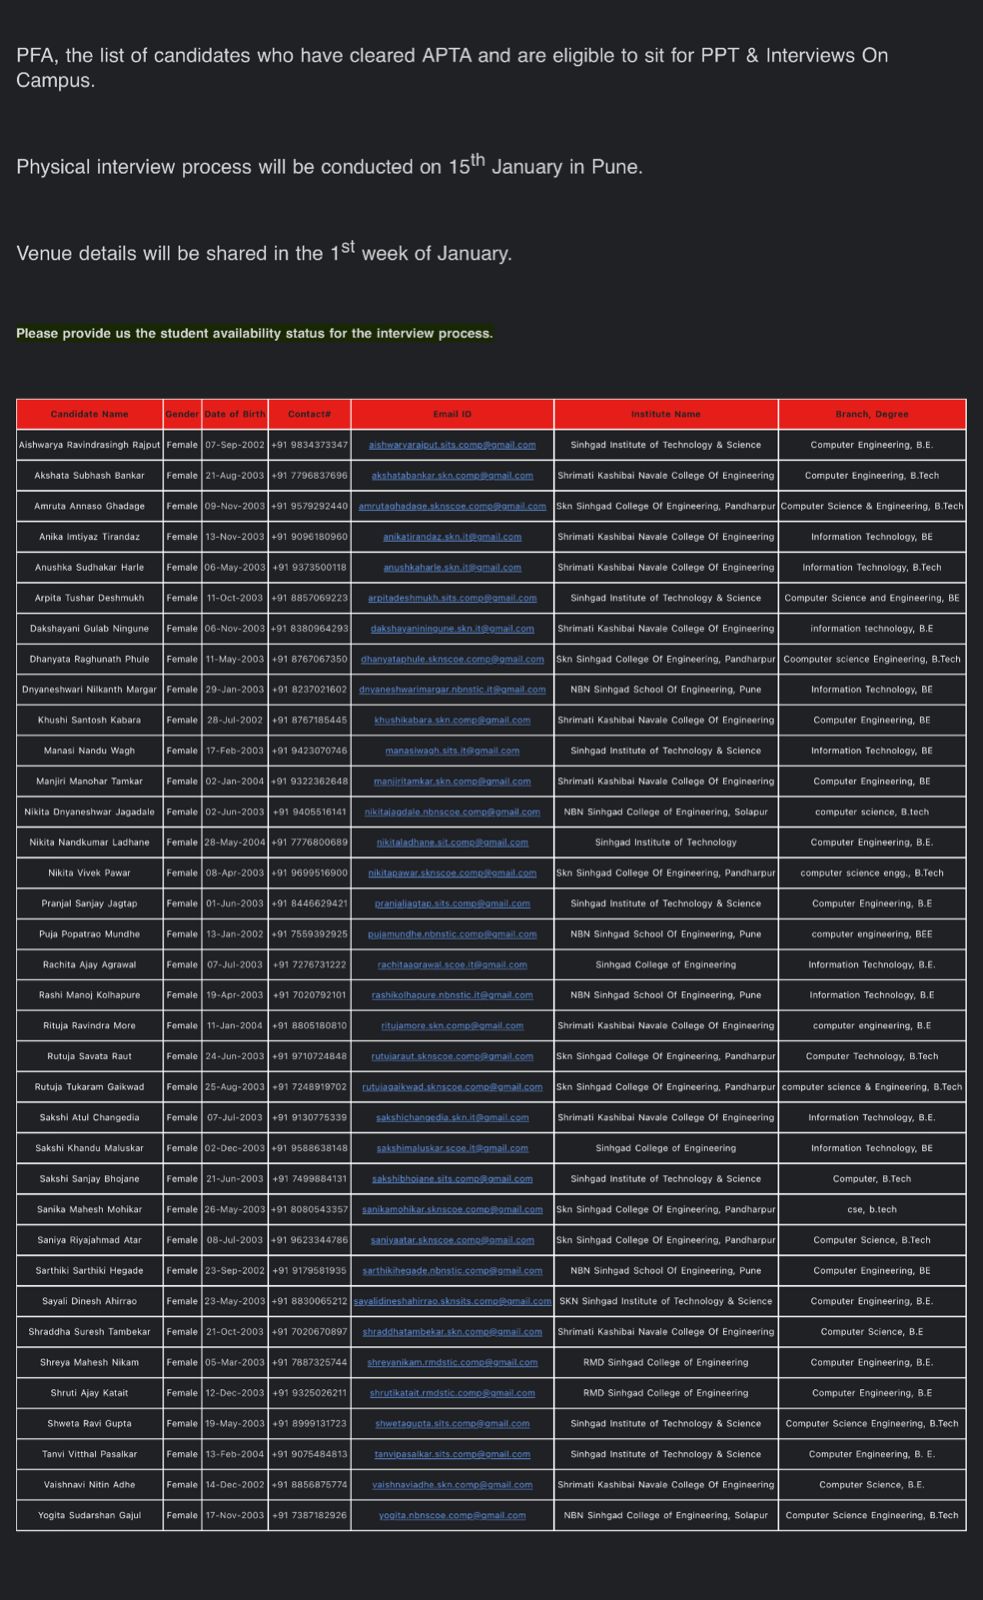 PFA, the list of candidates who have cleared APTA and are eligible to sit for PPT & Interviews On
Campus.
Physical interview process will be conducted on 15th January in Pune.
Venue details will be shared in the 1st week of January.
Please provide us the student availability status for the interview process.
Candidate Name Gender Date of Birth Contact# Email ID Institute Name Branch, Degree
Aishwarya Ravindrasingh Rajput Female 07-Sep-2002 +91 9834373347 aishwaryarajput.sits.comp@gmail.com Sinhgad Institute of Technology & Science Computer Engineering, B.E.
Akshata Subhash Bankar Female 21-Aug-2003 +91 7796837696 akshatabankar.skn.comp@gmail.com Shrimati Kashibai Navale College Of Engineering Computer Engineering, B.Tech
Amruta Annaso Ghadage Female 09-Nov-2003 +91 9579292440 amrutaghadage.sknscoe.comp@gmail.com Skn Sinhgad College Of Engineering, Pandharpur Computer Science & Engineering, B.Tech
Anika Imtiyaz Tirandaz Female 13-Nov-2003 +91 9096180960 anikatirandaz.skn.it@gmail.com Shrimati Kashibai Navale College Of Engineering Information Technology, BE
Anushka Sudhakar Harle Female 06-May-2003 +91 9373500118 anushkaharle.skn.it@gmail.com Shrimati Kashibai Navale College Of Engineering Information Technology, B.Tech
Arpita Tushar Deshmukh Female 11-Oct-2003 +91 8857069223 arpitadeshmukh.sits.comp@gmail.com Sinhgad Institute of Technology & Science Computer Science and Engineering, BE
Dakshayani Gulab Ningune Female 06-Nov-2003 +91 8380964293 dakshayaniningune.skn.it@gmail.com Shrimati Kashibai Navale College Of Engineering information technology, B.E
Dhanyata Raghunath Phule Female 11-May-2003 +91 8767067350 dhanyataphule.sknscoe.comp@gmail.com Skn Sinhgad College Of Engineering, Pandharpur Coomputer science Engineering, B.Tech
Dnyaneshwari Nilkanth Margar Female 29-Jan-2003 +91 8237021602 dnyaneshwarimargar.nbnstic.it@gmail.com NBN Sinhgad School Of Engineering, Pune Information Technology, BE
Khushi Santosh Kabara Female 28-Jul-2002 +91 8767185445 khushikabara.skn.comp@gmail.com Shrimati Kashibai Navale College Of Engineering Computer Engineering, BE
Manasi Nandu Wagh Female 17-Feb-2003 +91 9423070746 manasiwagh.sits.it@gmail.com Sinhgad Institute of Technology & Science Information Technology, BE
Manjiri Manohar Tamkar Female 02-Jan-2004 +91 9322362648 manjiritamkar.skn.comp@gmail.com Shrimati Kashibai Navale College Of Engineering Computer Engineering, BE
Nikita Dnyaneshwar Jagadale Female 02-Jun-2003 +91 9405516141 nikitajagdale.nbnscoe.comp@gmail.com NBN Sinhgad College of Engineering, Solapur computer science, B.tech
Nikita Nandkumar Ladhane Female 28-May-2004 +91 7776800689 nikitaladhane.sit.comp@gmail.com Sinhgad Institute of Technology Computer Engineering, B.E.
Nikita Vivek Pawar Female 08-Apr-2003 +91 9699516900 nikitapawar.sknscoe.comp@gmail.com Skn Sinhgad College Of Engineering, Pandharpur computer science engg., B.Tech
Pranjal Sanjay Jagtap Female 01-Jun-2003 +91 8446629421 pranjaljagtap.sits.comp@gmail.com Sinhgad Institute of Technology & Science Computer Engineering, B.E
Puja Popatrao Mundhe Female 13-Jan-2002 +91 7559392925 pujamundhe.nbnstic.comp@gmail.com NBN Sinhgad School Of Engineering, Pune computer engineering, BEE
Rachita Ajay Agrawal Female 07-Jul-2003 +91 7276731222 rachitaagrawal.scoe.it@gmail.com Sinhgad College of Engineering Information Technology, B.E.
Rashi Manoj Kolhapure Female 19-Apr-2003 +91 7020792101 rashikolhapure.nbnstic.it@gmail.com NBN Sinhgad School Of Engineering, Pune Information Technology, B.E
Rituja Ravindra More Female 11-Jan-2004 +91 8805180810 ritujamore.skn.comp@gmail.com Shrimati Kashibai Navale College Of Engineering computer engineering, B.E
Rutuja Savata Raut Female 24-Jun-2003 +91 9710724848 rutujaraut.sknscoe.comp@gmail.com Skn Sinhgad College Of Engineering, Pandharpur Computer Technology, B.Tech
Rutuja Tukaram Gaikwad Female 25-Aug-2003 +91 7248919702 rutujagaikwad.sknscoe.comp@gmail.com Skn Sinhgad College Of Engineering, Pandharpur computer science & Engineering, B.Tech
Sakshi Atul Changedia Female 07-Jul-2003 +91 9130775339 sakshichangedia.skn.it@gmail.com Shrimati Kashibai Navale College Of Engineering Information Technology, B.E.
Sakshi Khandu Maluskar Female 02-Dec-2003 +91 9588638148 sakshimaluskar.scoe.it@gmail.com Sinhgad College of Engineering Information Technology, BE
Sakshi Sanjay Bhojane Female 21-Jun-2003 +91 7499884131 sakshibhojane.sits.comp@gmail.com Sinhgad Institute of Technology & Science Computer, B.Tech
Sanika Mahesh Mohikar Female 26-May-2003 +91 8080543357 sanikamohikar.sknscoe.comp@gmail.com Skn Sinhgad College Of Engineering, Pandharpur cse, b.tech
Saniya Riyajahmad Atar Female 08-Jul-2003 +91 9623344786 saniyaatar.sknscoe.comp@gmail.com Skn Sinhgad College Of Engineering, Pandharpur Computer Science, B.Tech
Sarthiki Sarthiki Hegade Female 23-Sep-2002 +91 9179581935 sarthikihegade.nbnstic.comp@gmail.com NBN Sinhgad School Of Engineering, Pune Computer Engineering, BE
Sayali Dinesh Ahirrao Female 23-May-2003 +91 8830065212 sayalidineshahirrao.sknsits.comp@gmail.com SKN Sinhgad Institute of Technology & Science Computer Engineering, B.E.
Shraddha Suresh Tambekar Female 21-Oct-2003 +91 7020670897 shraddhatambekar.skn.comp@gmail.com Shrimati Kashibai Navale College Of Engineering Computer Science, B.E
Shreya Mahesh Nikam Female 05-Mar-2003 +91 7887325744 shreyanikam.rmdstic.comp@gmail.com RMD Sinhgad College of Engineering Computer Engineering, B.E.
Shruti Ajay Katait Female 12-Dec-2003 +91 9325026211 shrutikatait.rmdstic.comp@gmail.com RMD Sinhgad College of Engineering Computer Engineering, B.E
Shweta Ravi Gupta Female 19-May-2003 +91 8999131723 shwetagupta.sits.comp@gmail.com Sinhgad Institute of Technology & Science Computer Science Engineering, B.Tech
Tanvi Vitthal Pasalkar Female 13-Feb-2004 +91 9075484813 tanvipasalkar.sits.comp@gmail.com Sinhgad Institute of Technology & Science Computer Engineering, B. E.
Vaishnavi Nitin Adhe Female 14-Dec-2002 +91 8856875774 vaishnaviadhe.skn.comp@gmail.com Shrimati Kashibai Navale College Of Engineering Computer Science, B.E.
Yogita Sudarshan Gajul Female 17-Nov-2003 +91 7387182926 yogita.nbnscoe.comp@gmail.com NBN Sinhgad College of Engineering, Solapur Computer Science Engineering, B.Tech